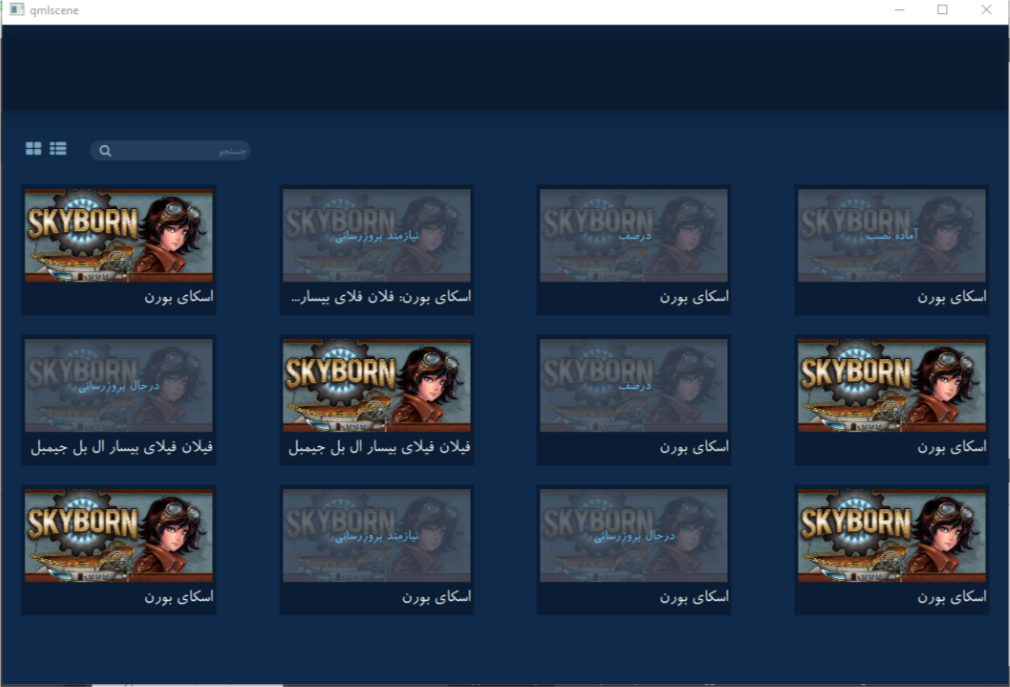 qmlscene
جستجو
SKYBORN
آماده نصب
اسکای بورن
SKYBORN
درصف
اسکای بورن
SKYBORN
نیازمند بروزرسانی
اسکای بورن: فلان فلای بیسار...
SKYBORN
اسکای بورن
SKYBORN
اسکای بورن
SKYBORN
درصف
اسکای بورن
SKYBORN
فیلان فیلای بیسار ال بل جیمبل
SKYBORN
درحال بروزرسانی
فیلان فیلای بیسار ال بل جیمبل
SKYBORN
اسکای بورن
SKYBORN
درحال بروزرسانی
اسکای بورن
SKYBORN
نیازمند بروزرسانی
اسکای بورن
SKYBORN
اسکای بورن